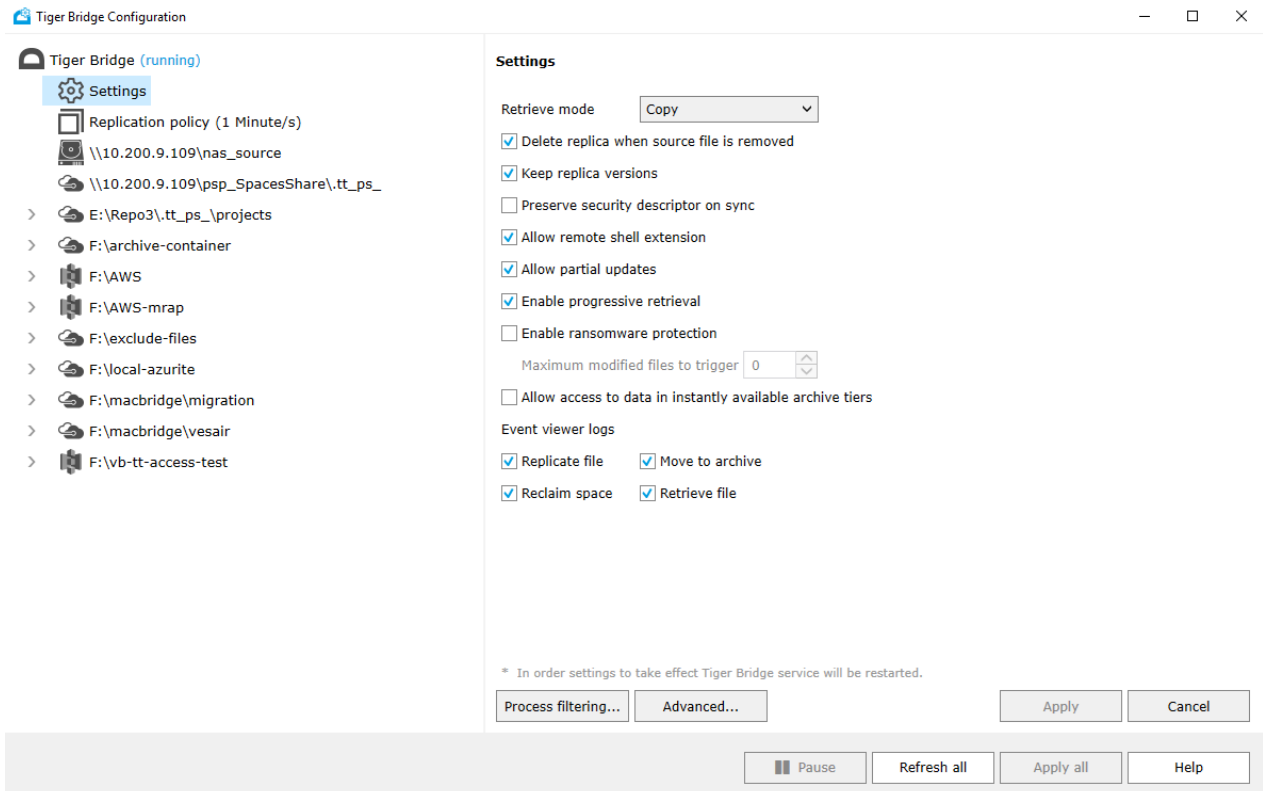 Tiger Bridge Configuration
Tiger Bridge (running)
Settings
Replication policy (1 Minute/s)
\\10.200.9.109\nas_source
\\10.200.9.109\psp_SpacesShare\.tt_ps_
E:\Repo3\.tt_ps_\projects
F:\archive-container
F:\AWS
F:\AWS-mrap
F:\exclude-files
F:\local-azurite
F:\macbridge\migration
F:\macbridge\vesair
F:\vb-tt-access-test
Settings
Retrieve mode Copy
Delete replica when source file is removed
Keep replica versions
Preserve security descriptor on sync
Allow remote shell extension
Allow partial updates
Enable progressive retrieval
Enable ransomware protection
Maximum modified files to trigger 0
Allow access to data in instantly available archive tiers
Event viewer logs
Replicate file Move to archive
Reclaim space Retrieve file
* In order settings to take effect Tiger Bridge service will be restarted.
Process filtering... Advanced... Apply Cancel
Pause Refresh all Apply all Help